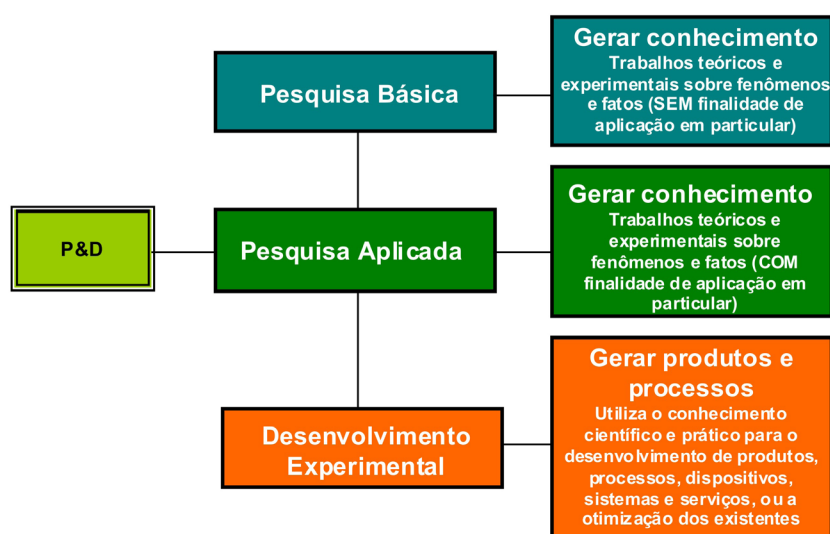 Pesquisa Básica
Gerar conhecimento
Trabalhos teóricos e
experimentais sobre fenômenos
e fatos (SEM finalidade de
aplicação em particular)
P&D
Pesquisa Aplicada
Gerar conhecimento
Trabalhos teóricos e
experimentais sobre
fenômenos e fatos (COM
finalidade de aplicação em
particular)
Desenvolvimento
Experimental
Gerar produtos e
processos
Utiliza o conhecimento
científico e prático para o
desenvolvimento de produtos,
processos, dispositivos,
sistemas e serviços, ou a
otimização dos existentes